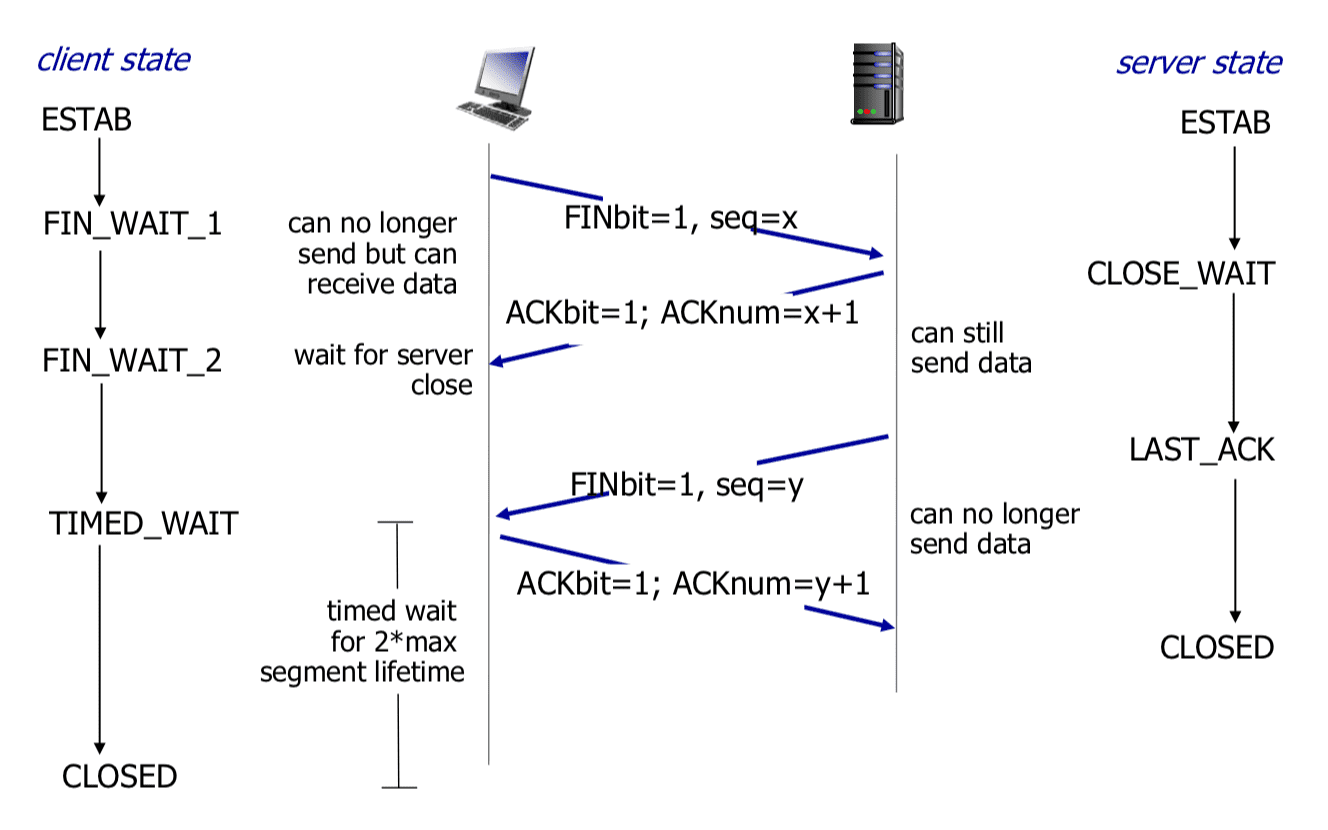 client state
server state
ESTAB
ESTAB
FIN_WAIT_1
can no longer
send but can
receive data
FINbit=1, seq=x
CLOSE_WAIT
ACKbit=1; ACKnum=x+1
can still
send data
FIN_WAIT_2
wait for server
close
LAST_ACK
FINbit=1, seq=y
TIMED_WAIT
can no longer
send data
ACKbit=1; ACKnum=y+1
timed wait
for 2*max
segment lifetime
CLOSED
CLOSED